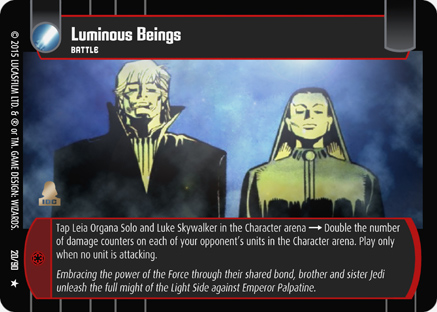 Luminous Beings
BATTLE
Tap Leia Organa Solo and Luke Skywalker in the Character arena → Double the number
of damage counters on each of your opponent's units in the Character arena. Play only
when no unit is attacking.
Embracing the power of the Force through their shared bond, brother and sister Jedi
unleash the full might of the Light Side against Emperor Palpatine.
© 2015 LUCASFILM LTD. & ® or TM. GAME DESIGN: WIZARDS.